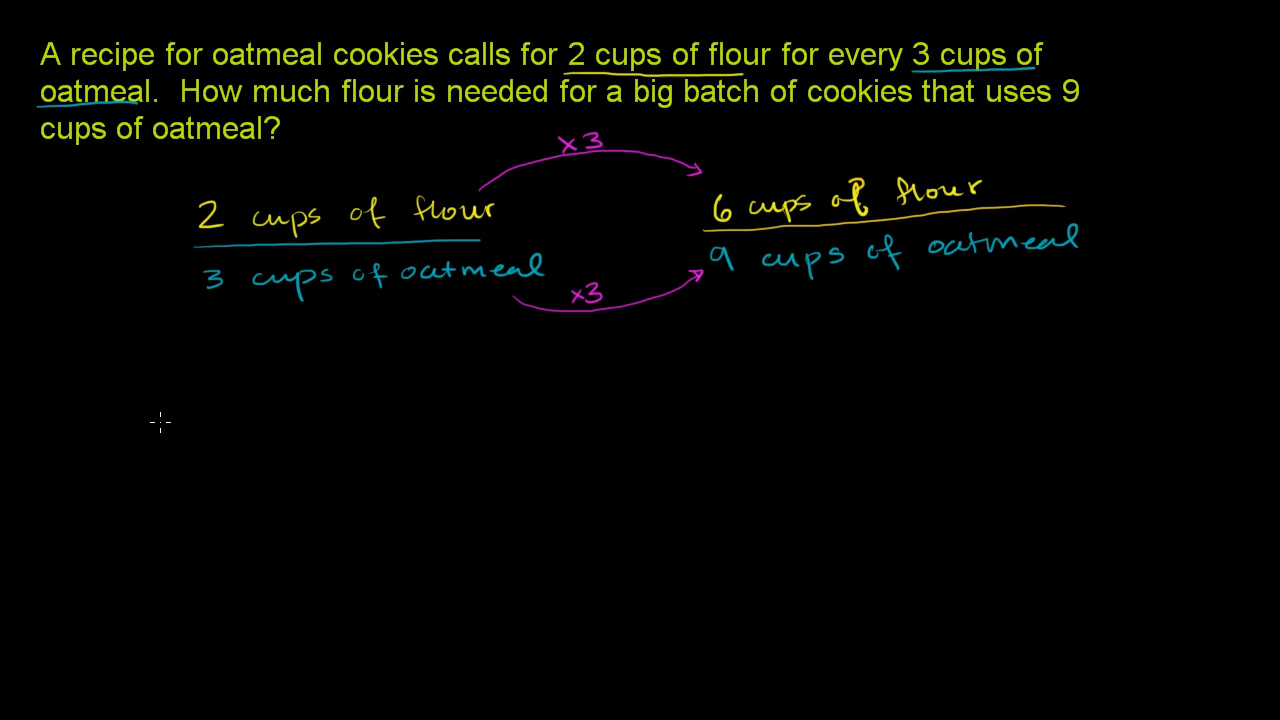 A recipe for oatmeal cookies calls for 2 cups of flour for every 3 cups of
oatmeal. How much flour is needed for a big batch of cookies that uses 9
cups of oatmeal?
x3
2 cups of flour
6 cups of flour
3 cups of oatmeal
9 cups of oatmeal
x3